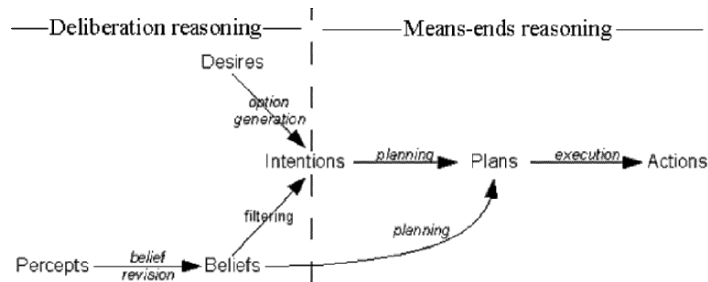 Deliberation reasoning
Means-ends reasoning
Desires
option
generation
Intentions
planning
Plans
execution
Actions
filtering
planning
Percepts
belief
revision
Beliefs